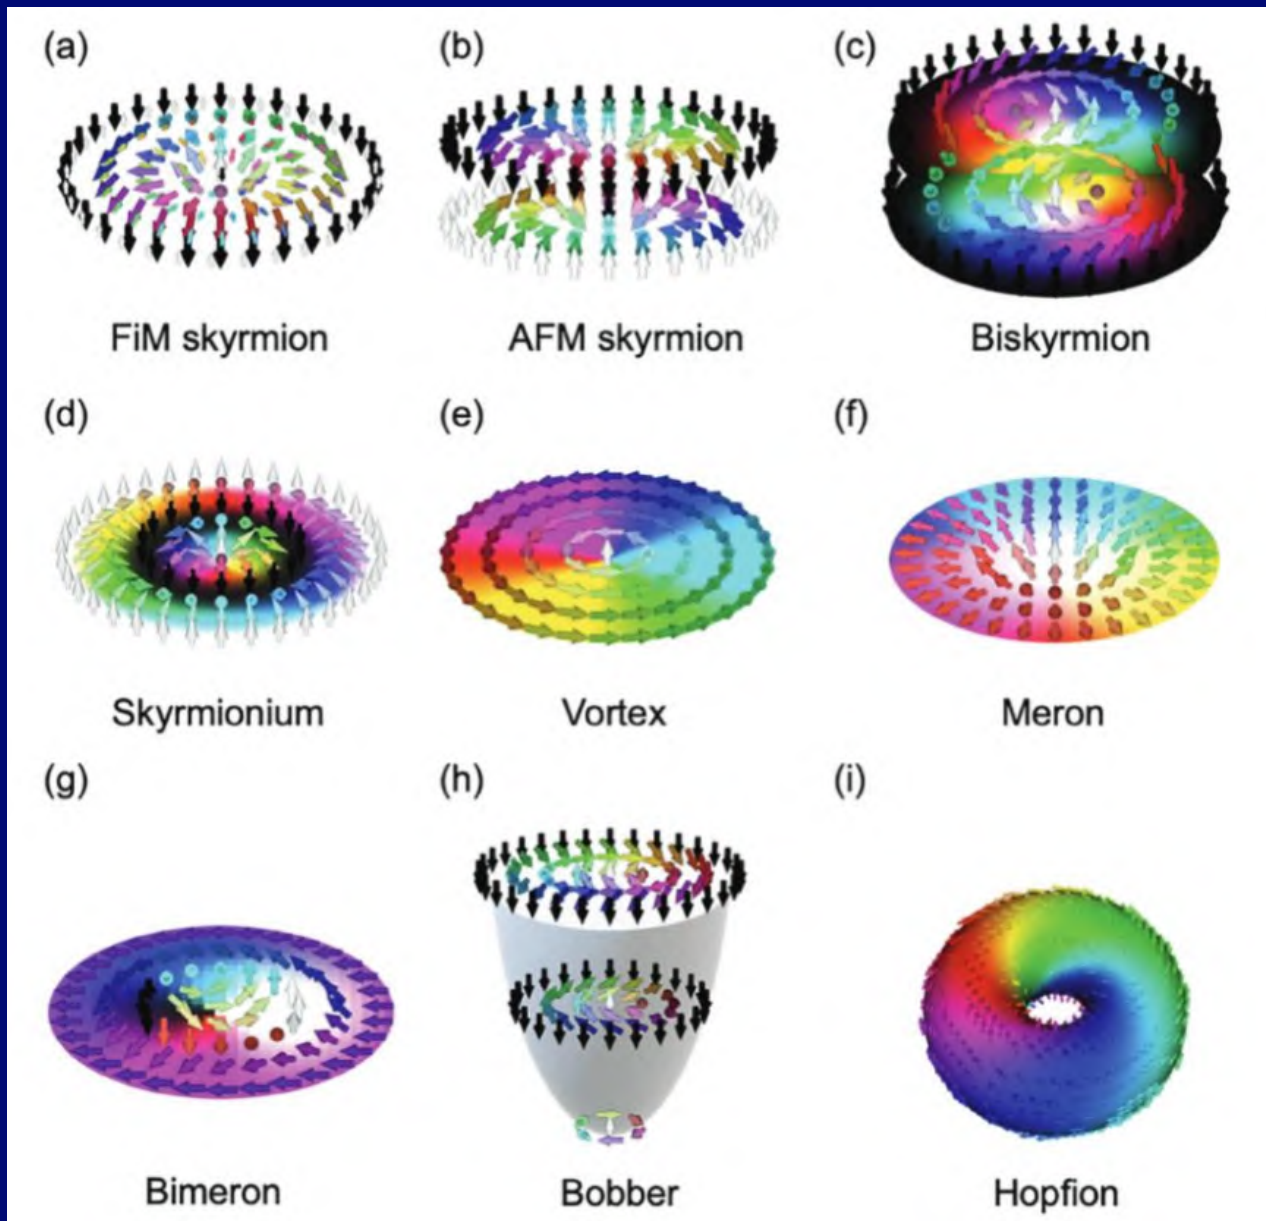 (a)
(b)
(c)
FiM skyrmion
AFM skyrmion
Biskyrmion
(d)
(e)
(f)
Skyrmionium
Vortex
Meron
(g)
(h)
(i)
Bimeron
Bobber
Hopfion